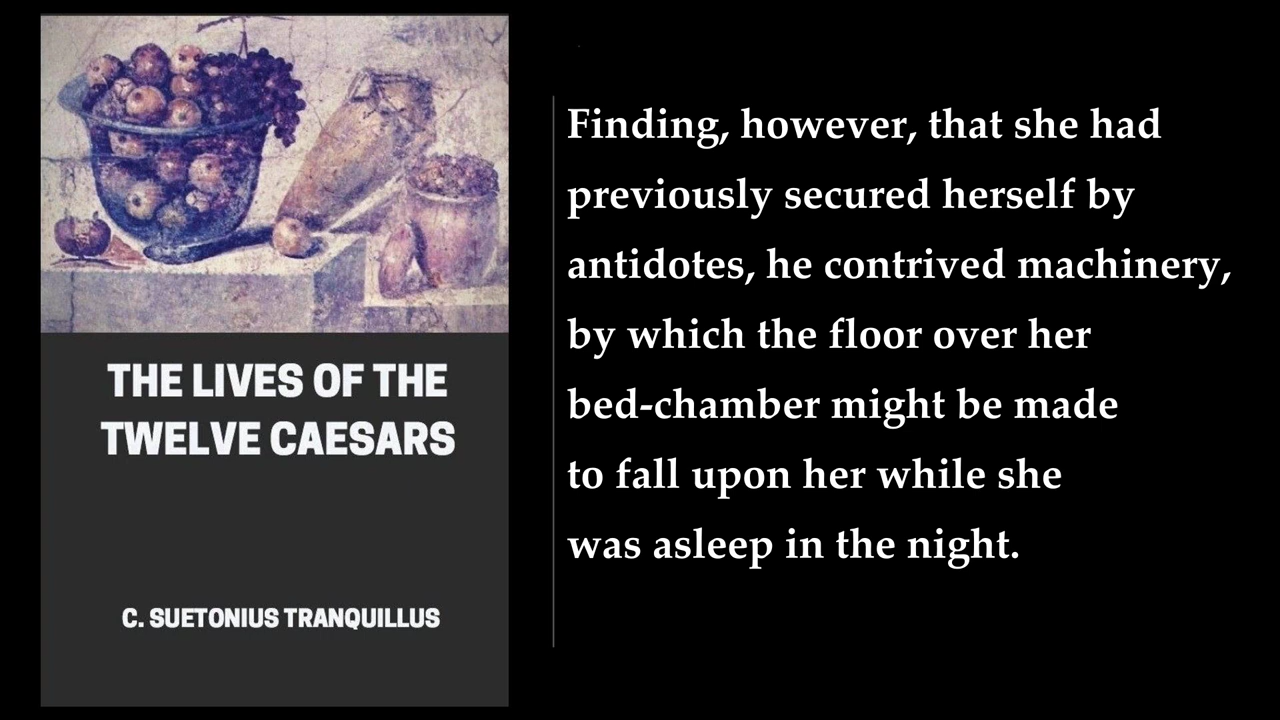 THE LIVES OF THE
TWELVE CAESARS
C. SUETONIUS TRANQUILLUS
Finding, however, that she had
previously secured herself by
antidotes, he contrived machinery,
by which the floor over her
bed-chamber might be made
to fall upon her while she
was asleep in the night.